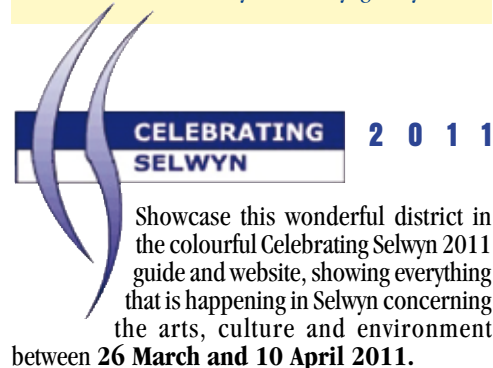 CELEBRATING 2 0 1 1
SELWYN
Showcase this wonderful district in
the colourful Celebrating Selwyn 2011
guide and website, showing everything
that is happening in Selwyn concerning
the arts, culture and environment
between 26 March and 10 April 2011.